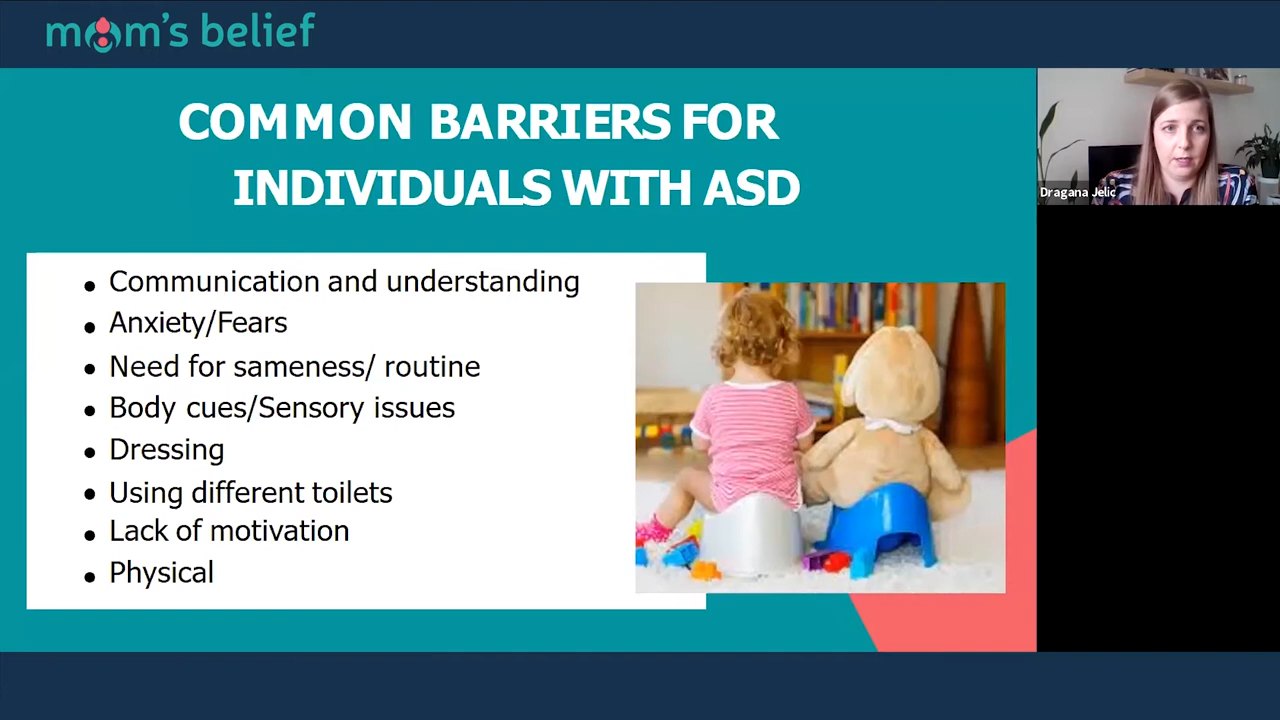 mom's belief
COMMON BARRIERS FOR
INDIVIDUALS WITH ASD
Dragana Jelic
• Communication and understanding
• Anxiety/Fears
• Need for sameness/ routine
• Body cues/Sensory issues
• Dressing
• Using different toilets
• Lack of motivation
• Physical